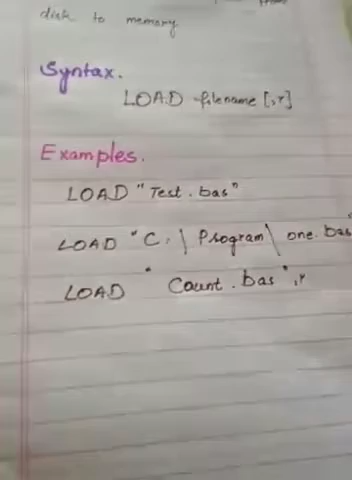 disk to memory
Syntax.
LOAD filename [,r]
Examples.
LOAD "Test.bas"
LOAD "C:\Program\one.bas"
LOAD "Count.bas",r